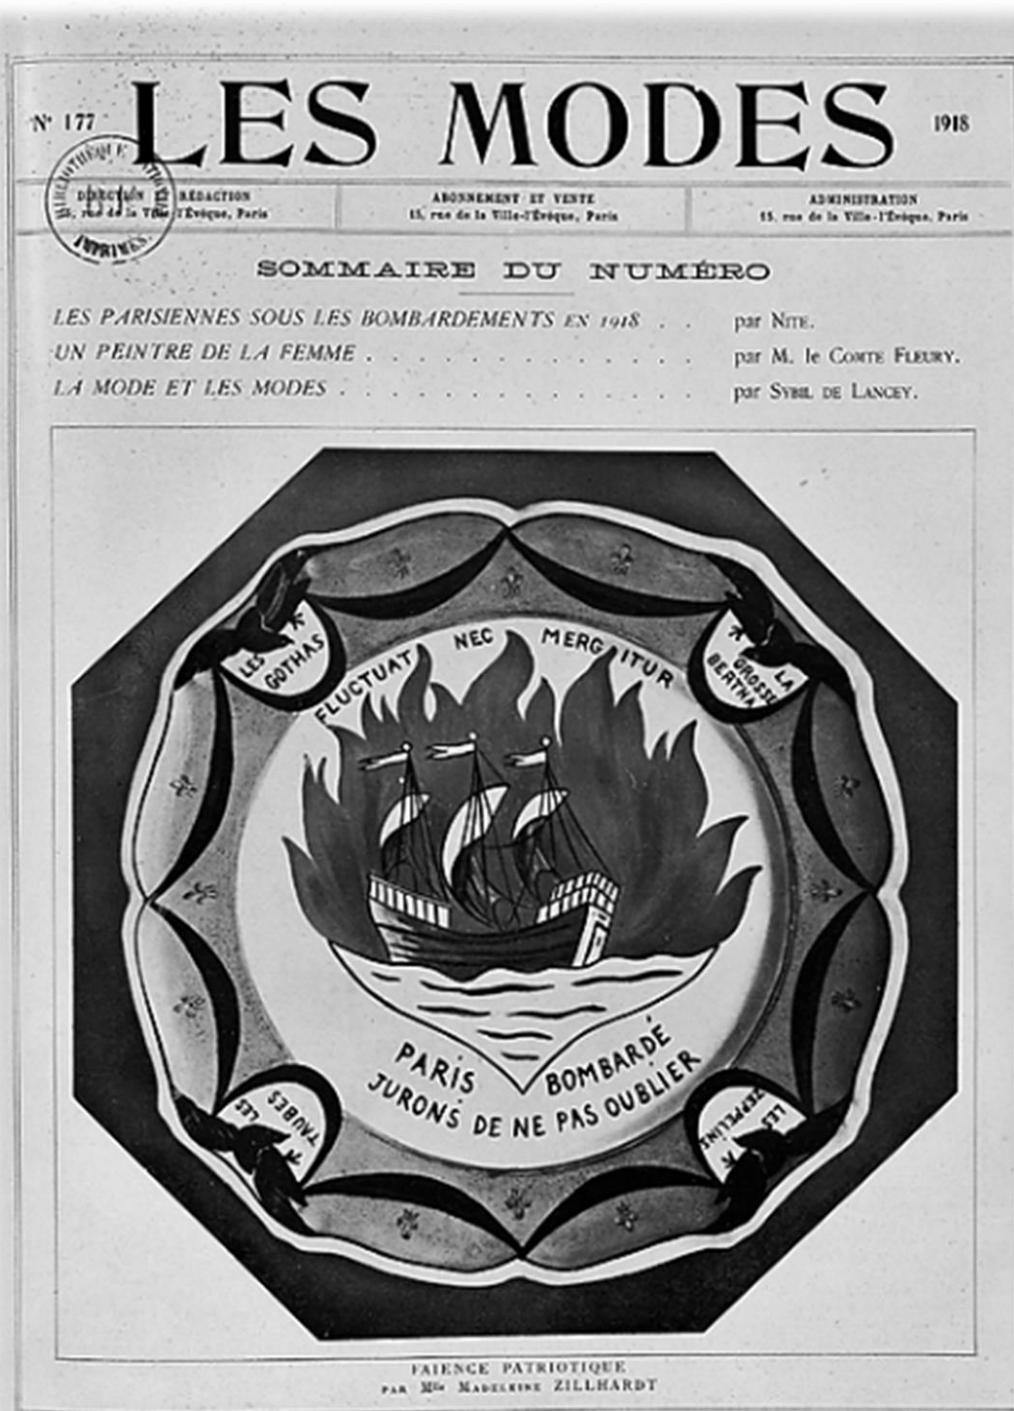 LES MODES
N° 177
1918
BIBLIOTHÈQUE NATIONALE
IMPRIMÉS
DIRECTION RÉDACTION
15, rue de la Ville-l'Évêque, Paris
ABONNEMENT ET VENTE
15, rue de la Ville-l'Évêque, Paris
ADMINISTRATION
15, rue de la Ville-l'Évêque, Paris
SOMMAIRE DU NUMÉRO
LES PARISIENNES SOUS LES BOMBARDEMENTS EN 1918 . . par NITE.
UN PEINTRE DE LA FEMME . . . . . . . . . . . . . . par M. le COMTE FLEURY.
LA MODE ET LES MODES . . . . . . . . . . . . . . . par SYBIL DE LANCEY.
LES
GOTHAS
FLUCTUAT NEC MERGITUR
LA
GROSSE
BERTHA
PARIS BOMBARDÉ
JURONS DE NE PAS OUBLIER
LES
TAUBES
LES
ZEPPELINS
FAIENCE PATRIOTIQUE
PAR Mlle MADELEINE ZILLHARDT